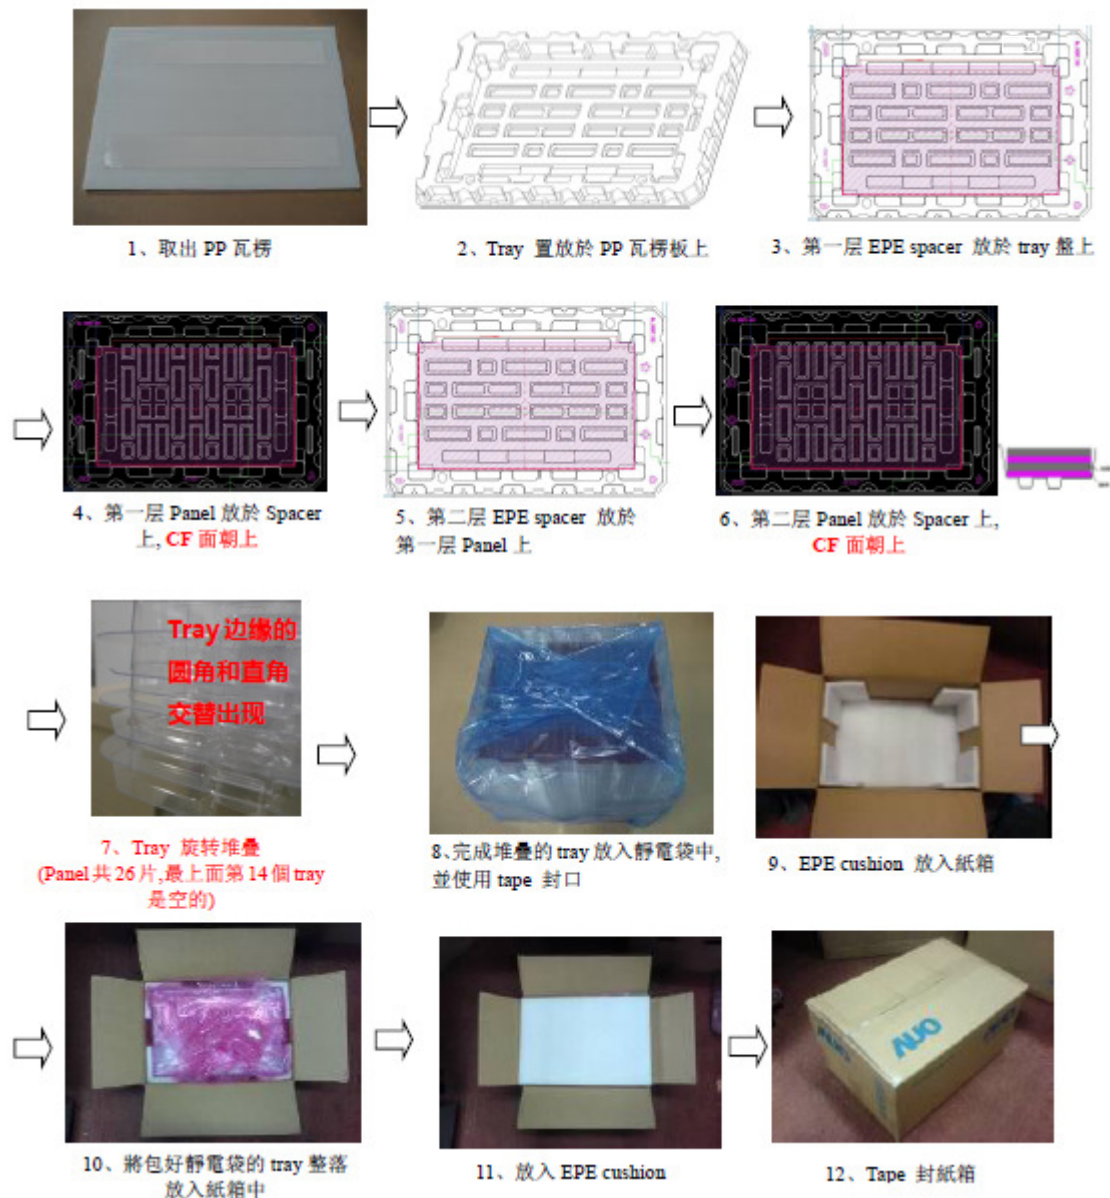 1、取出 PP 瓦楞
2、Tray 置放於 PP 瓦楞板上
3、第一层 EPE spacer 放於 tray 盤上
4、第一层 Panel 放於 Spacer
上, CF 面朝上
5、第二层 EPE spacer 放於
第一层 Panel 上
6、第二层 Panel 放於 Spacer 上,
CF 面朝上
Tray 边缘的
圆角和直角
交替出现
7、Tray 旋转堆叠
(Panel 共 26 片,最上面第 14 個 tray
是空的)
8、完成堆疊的 tray 放入靜電袋中,
並使用 tape 封口
9、EPE cushion 放入紙箱
10、將包好靜電袋的 tray 整落
放入紙箱中
11、放入 EPE cushion
AUO
12、Tape 封紙箱